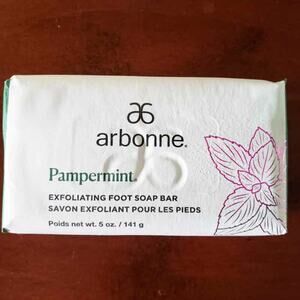 arbonne.
Pampermint.
EXFOLIATING FOOT SOAP BAR
SAVON EXFOLIANT POUR LES PIEDS
Poids net wt. 5 oz. / 141 g